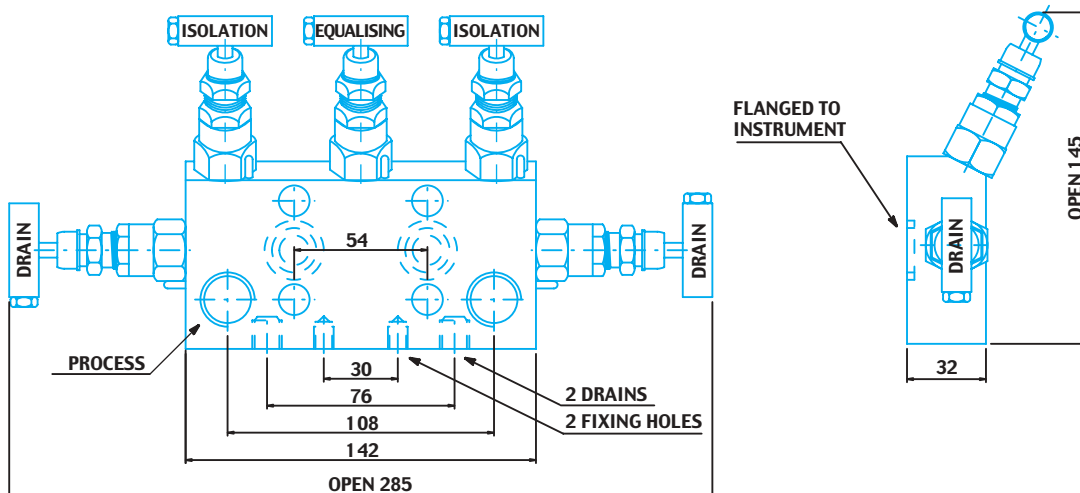 ISOLATION
EQUALISING
ISOLATION
FLANGED TO
INSTRUMENT
OPEN 145
DRAIN
54
DRAIN
DRAIN
PROCESS
30
2 DRAINS
76
2 FIXING HOLES
108
142
OPEN 285
32